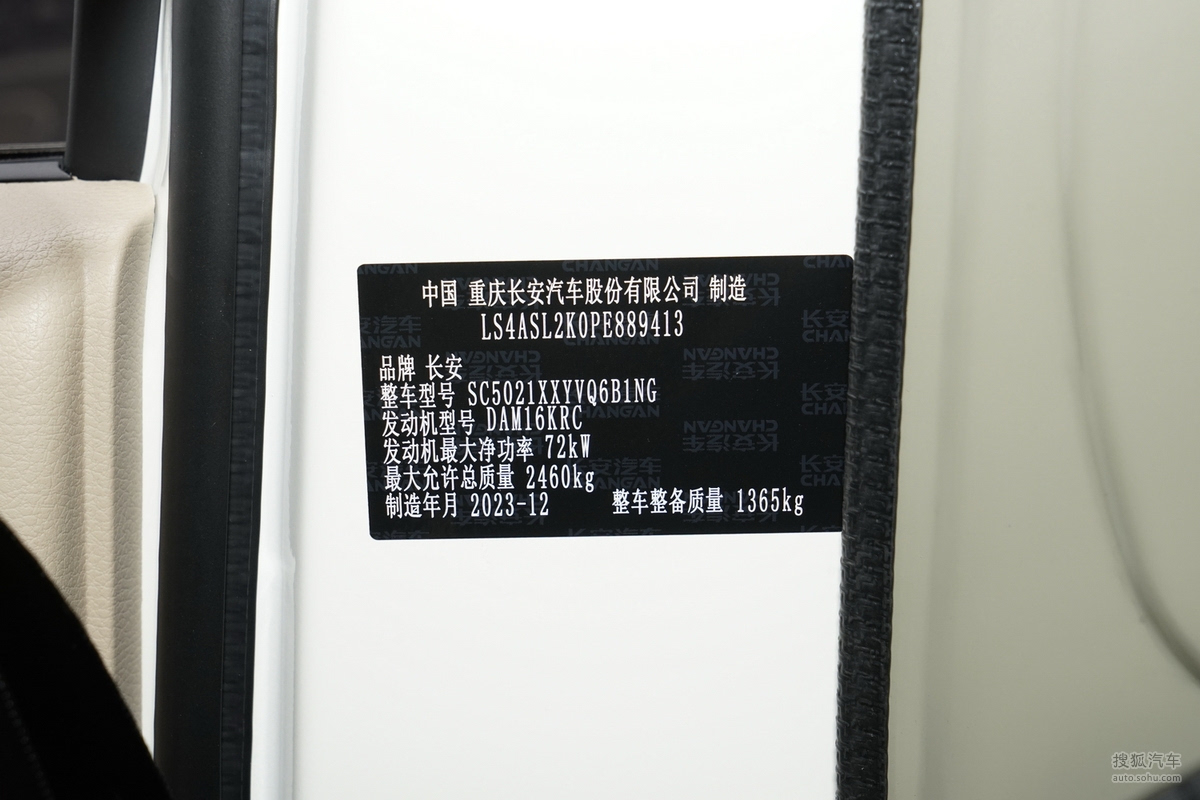 中国 重庆长安汽车股份有限公司 制造
LS4ASL2K0PE889413
品牌 长安
整车型号 SC5021XXYVQ6B1NG
发动机型号 DAM16KRC
发动机最大净功率 72kW
最大允许总质量 2460kg
制造年月 2023-12 整车整备质量 1365kg
搜狐汽车
auto.sohu.com